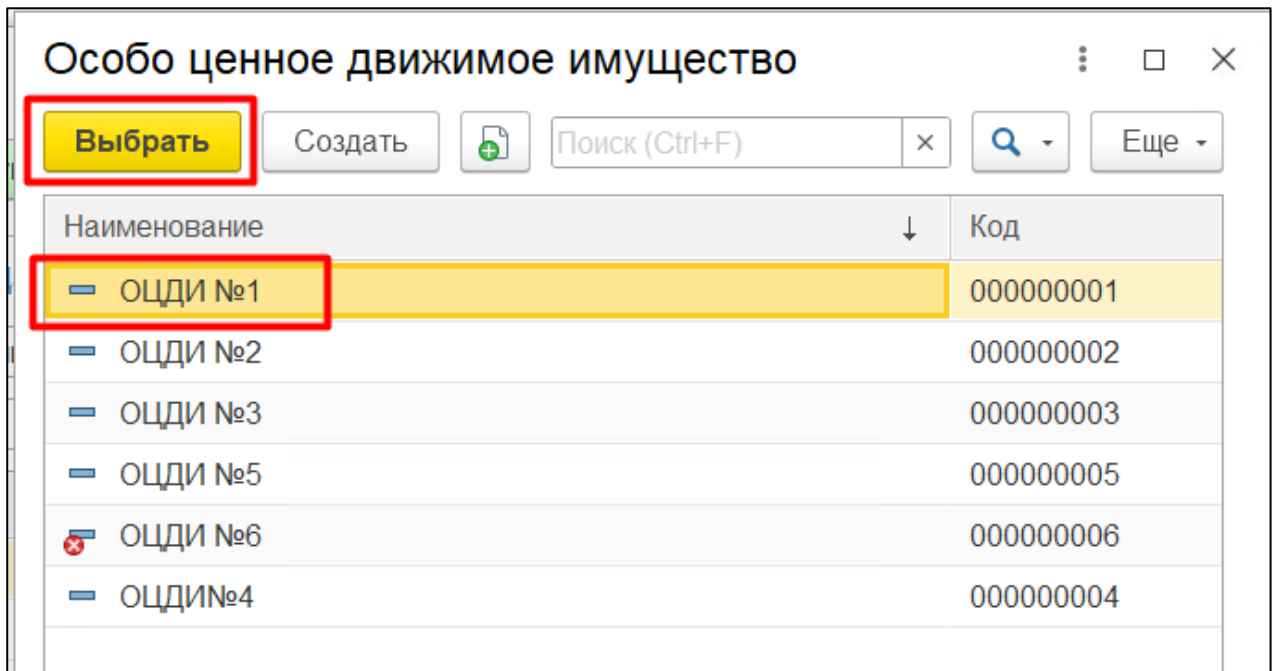 Особо ценное движимое имущество
Выбрать Создать Поиск (Ctrl+F) Еще
Наименование Код
ОЦДИ №1 000000001
ОЦДИ №2 000000002
ОЦДИ №3 000000003
ОЦДИ №5 000000005
ОЦДИ №6 000000006
ОЦДИ№4 000000004